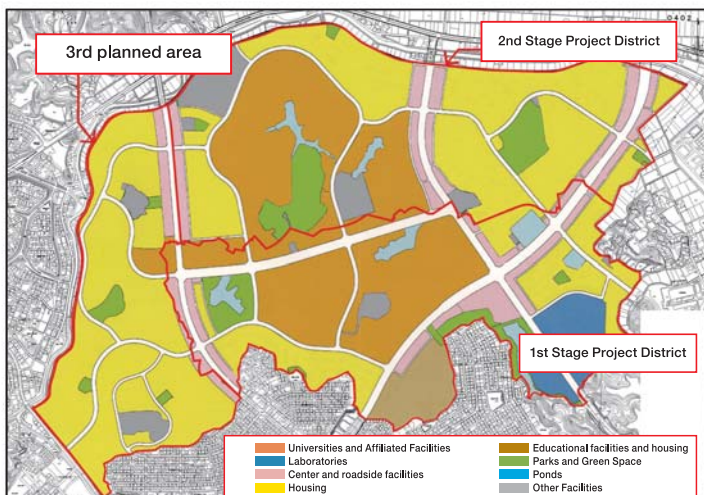 0402
2nd Stage Project District
3rd planned area
1st Stage Project District
Universities and Affiliated Facilities
Laboratories
Center and roadside facilities
Housing
Educational facilities and housing
Parks and Green Space
Ponds
Other Facilities